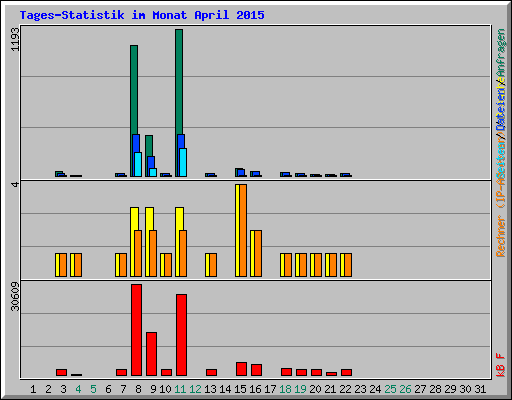 Tages-Statistik im Monat April 2015
1193
4
30609
Anfragen
/Dateien/
Rechner (IP-A
kB F
1 2 3 4 5 6 7 8 9 10 11 12 13 14 15 16 17 18 19 20 21 22 23 24 25 26 27 28 29 30 31